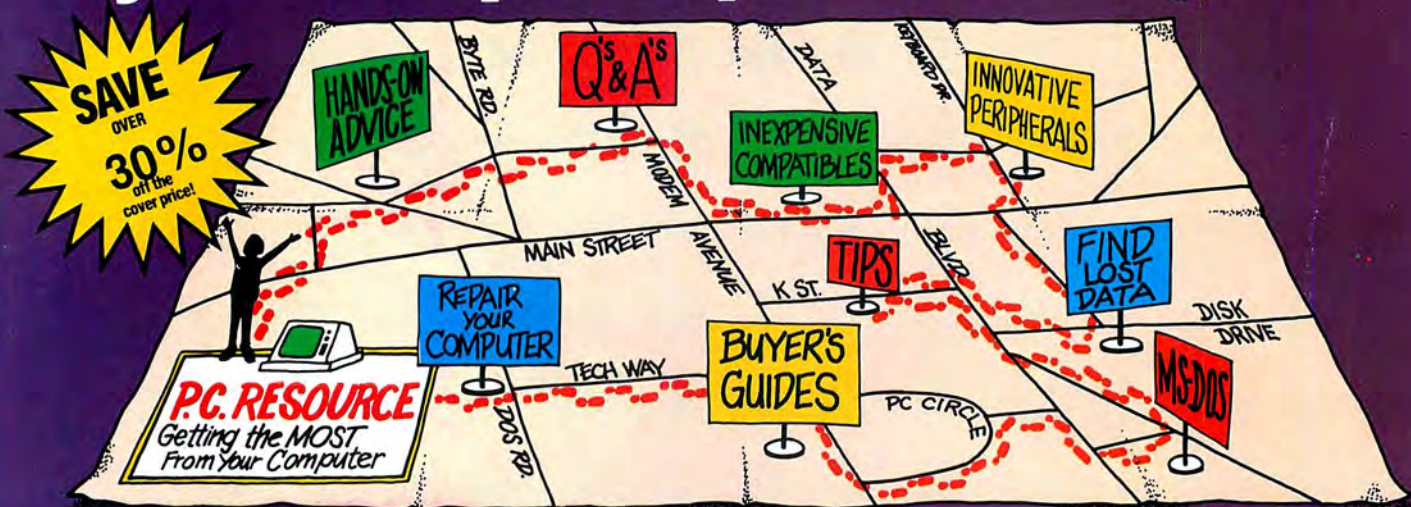 SAVE
OVER
30%
off the
cover price!
HANDS-ON
ADVICE
BYTE RD.
Q's & A's
DATA
INEXPENSIVE
COMPATIBLES
INNOVATIVE
PERIPHERALS
MODEM
AVENUE
MAIN STREET
TIPS
K ST.
BLVD.
FIND
LOST
DATA
DISK
DRIVE
REPAIR
YOUR
COMPUTER
TECH WAY
DOS RD.
BUYER'S
GUIDES
PC CIRCLE
MS-DOS
P.C. RESOURCE
Getting the MOST
From Your Computer